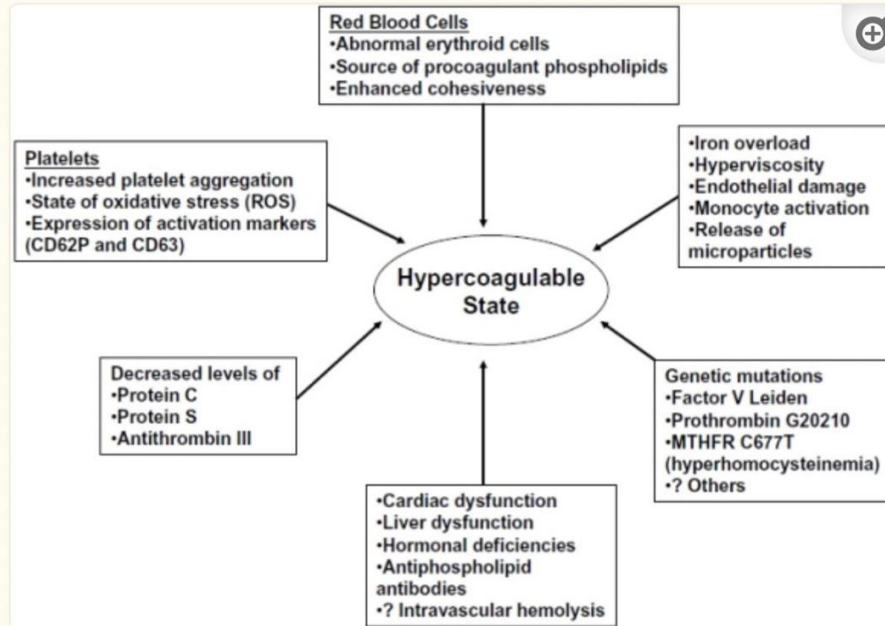 Red Blood Cells
•Abnormal erythroid cells
•Source of procoagulant phospholipids
•Enhanced cohesiveness
Platelets
•Increased platelet aggregation
•State of oxidative stress (ROS)
•Expression of activation markers
(CD62P and CD63)
•Iron overload
•Hyperviscosity
•Endothelial damage
•Monocyte activation
•Release of
microparticles
Hypercoagulable
State
Decreased levels of
•Protein C
•Protein S
•Antithrombin III
Genetic mutations
•Factor V Leiden
•Prothrombin G20210
•MTHFR C677T
(hyperhomocysteinemia)
•? Others
•Cardiac dysfunction
•Liver dysfunction
•Hormonal deficiencies
•Antiphospholipid
antibodies
•? Intravascular hemolysis